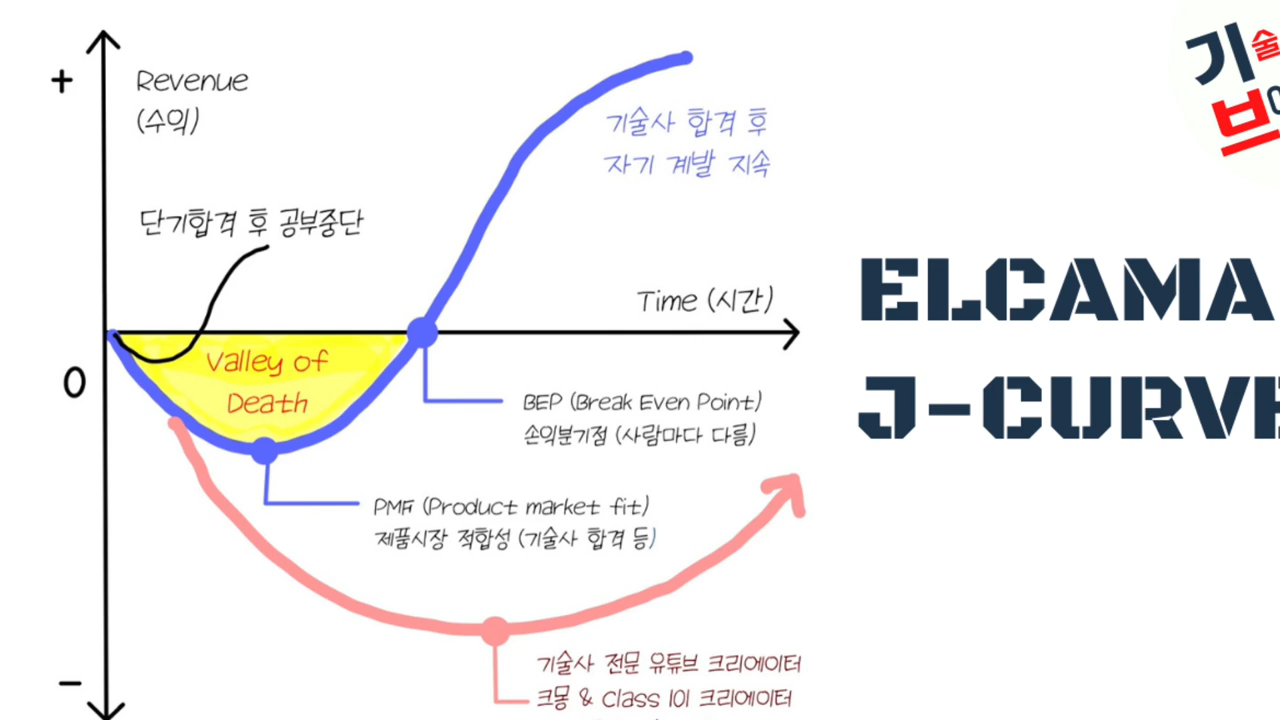 +
Revenue
(수익)
단기합격 후 공부중단
기술사 합격 후
자기 계발 지속
Time (시간)
0
Valley of
Death
BEP (Break Even Point)
손익분기점 (사람마다 다름)
PMF (Product market fit)
제품시장 적합성 (기술사 합격 등)
기술사 전문 유튜브 크리에이터
크몽 & Class 101 크리에이터
-
기술
브
ELCAMA
J-CURVE